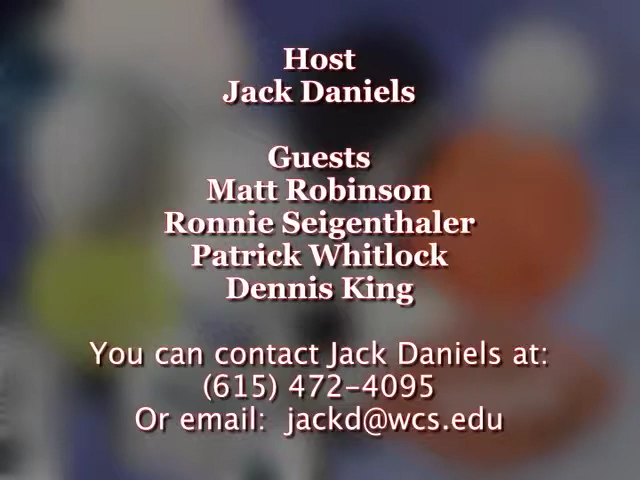 Host
Jack Daniels
Guests
Matt Robinson
Ronnie Seigenthaler
Patrick Whitlock
Dennis King
You can contact Jack Daniels at:
(615) 472-4095
Or email: jackd@wcs.edu